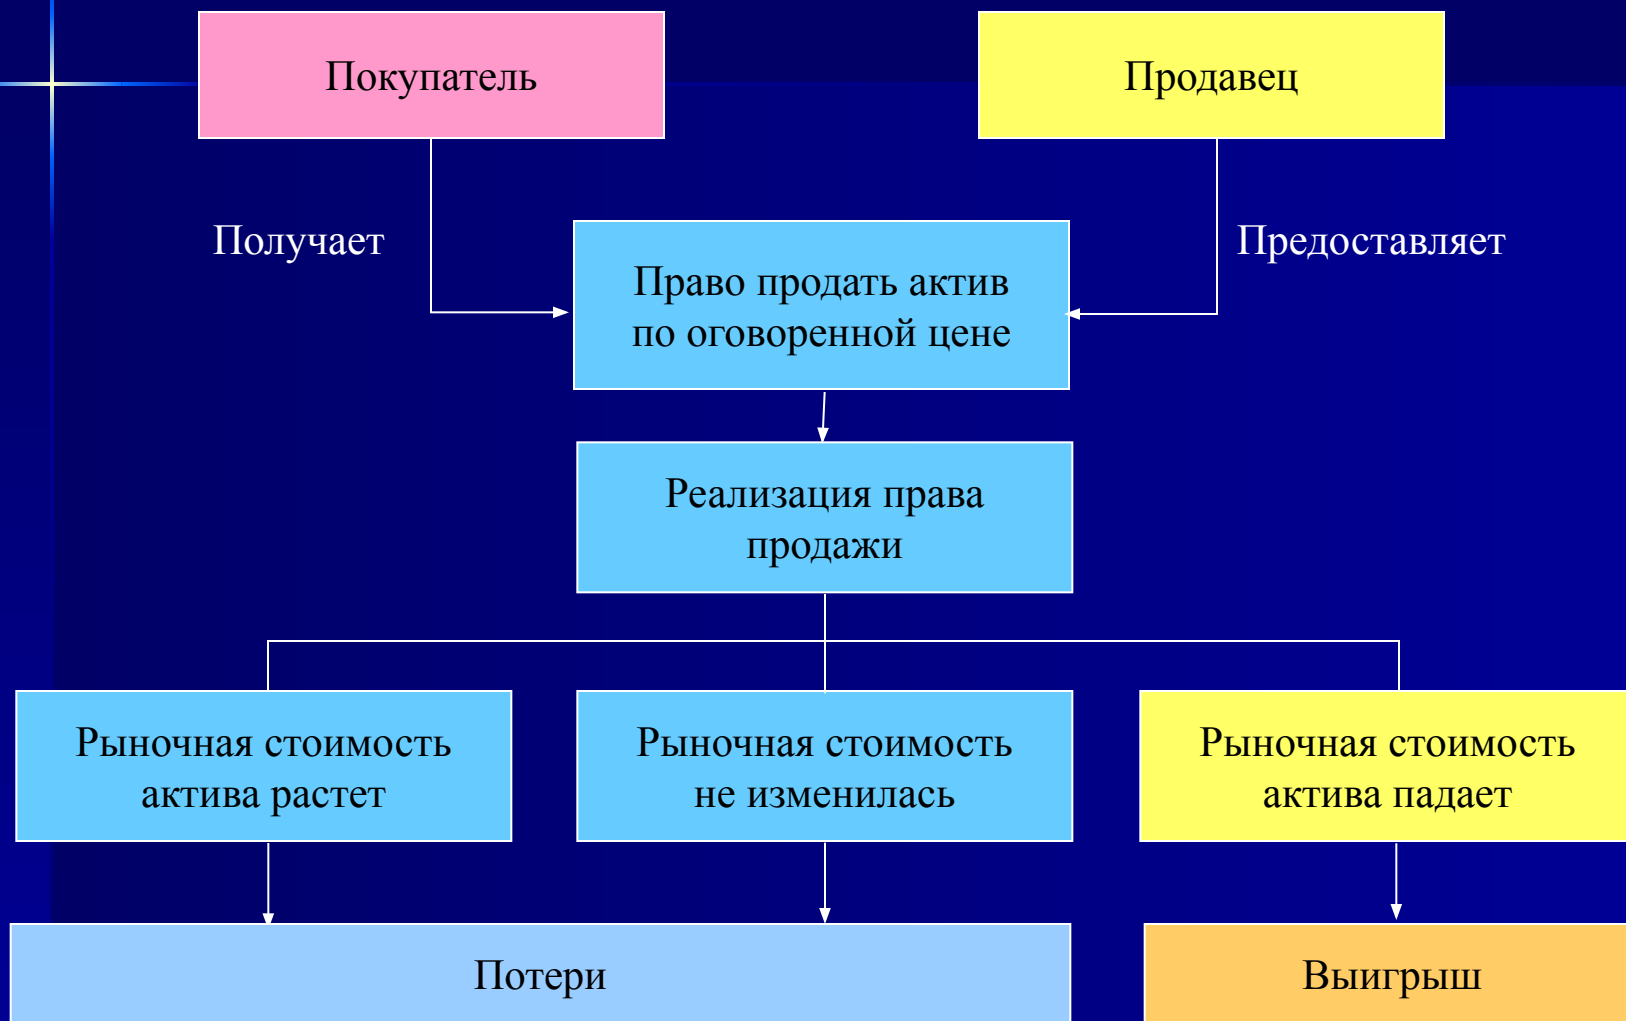 Покупатель
Продавец
Получает
Предоставляет
Право продать актив
по оговоренной цене
Реализация права
продажи
Рыночная стоимость
актива растет
Рыночная стоимость
не изменилась
Рыночная стоимость
актива падает
Потери
Выигрыш